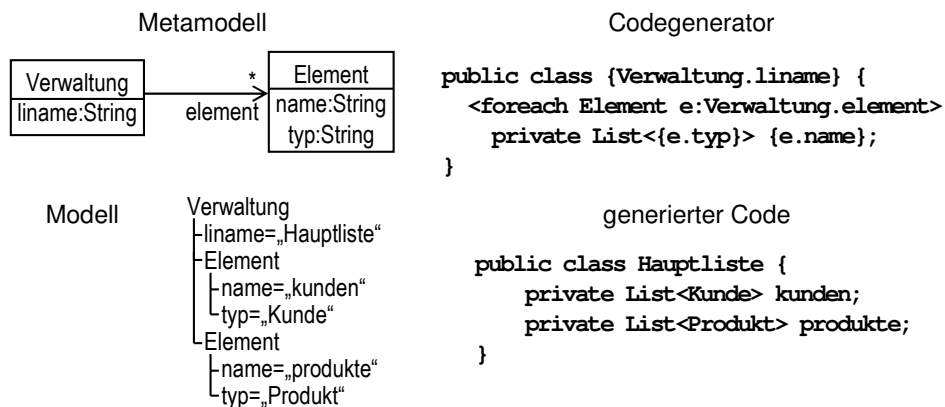 Metamodell
Verwaltung
liname:String
*
element
Element
name:String
typ:String
Codegenerator
public class {Verwaltung.liname} {
<foreach Element e:Verwaltung.element>
private List<{e.typ}> {e.name};
}
Modell
Verwaltung
liname=„Hauptliste“
Element
name=„kunden“
typ=„Kunde“
Element
name=„produkte“
typ=„Produkt“
generierter Code
public class Hauptliste {
private List<Kunde> kunden;
private List<Produkt> produkte;
}